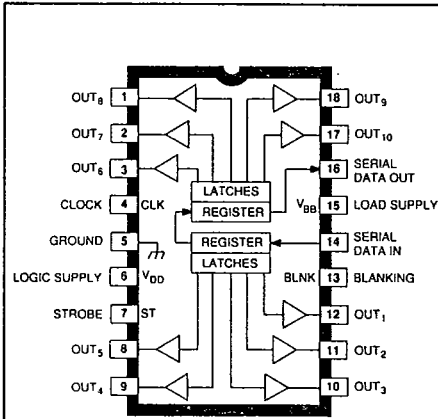 OUT₈ 1 18 OUT₉
OUT₇ 2 17 OUT₁₀
OUT₆ 3 16 SERIAL DATA OUT
LATCHES
CLOCK 4 CLK REGISTER V_BB 15 LOAD SUPPLY
GROUND 5 REGISTER 14 SERIAL DATA IN
LATCHES
LOGIC SUPPLY 6 V_DD BLNK 13 BLANKING
STROBE 7 ST 12 OUT₁
OUT₅ 8 11 OUT₂
OUT₄ 9 10 OUT₃